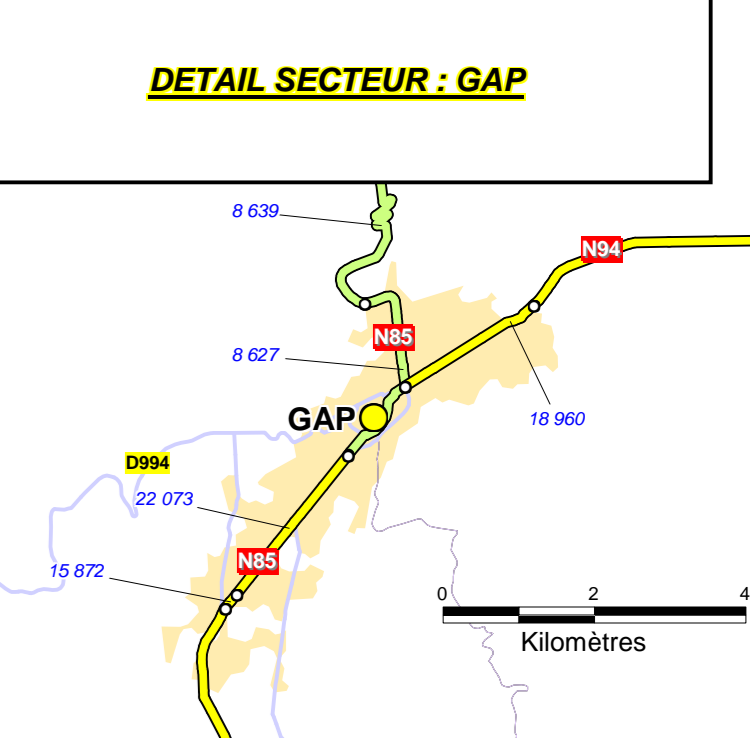 DETAIL SECTEUR : GAP
8 639
N94
N85
8 627
GAP
18 960
D994
22 073
N85
15 872
0 2 4
Kilomètres